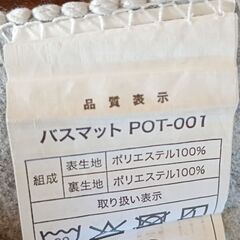 品質表示
バスマット POT-001
組成 表生地 ポリエステル100%
裏生地 ポリエステル100%
取り扱い表示